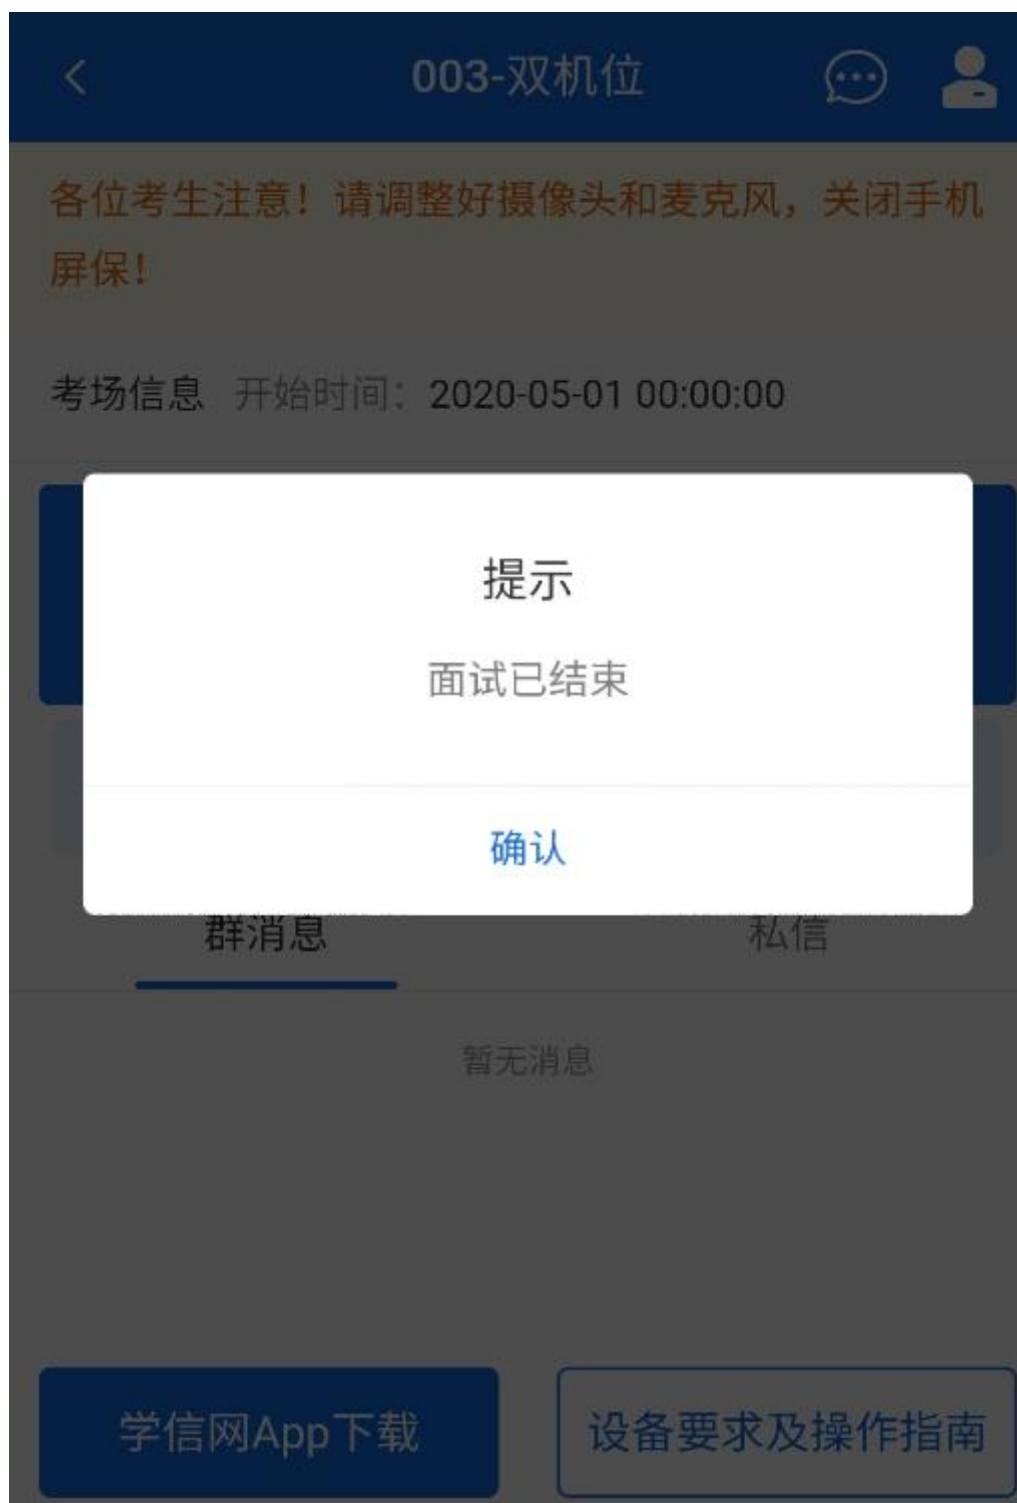 003-双机位
各位考生注意！请调整好摄像头和麦克风，关闭手机
屏保！
考场信息 开始时间：2020-05-01 00:00:00
提示
面试已结束
确认
群消息 私信
暂无消息
学信网App下载 设备要求及操作指南